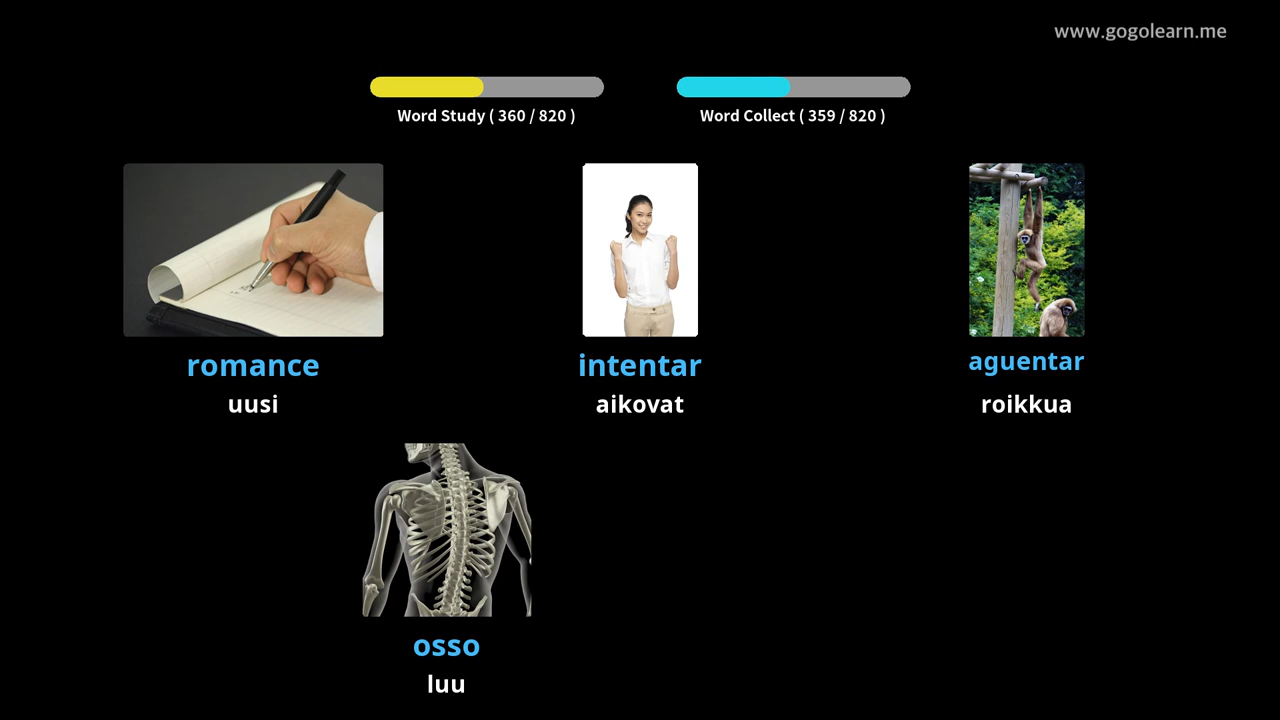 www.gogolearn.me
Word Study ( 360 / 820 )
Word Collect ( 359 / 820 )
romance
uusi
intentar
aikovat
aguentar
roikkua
osso
luu